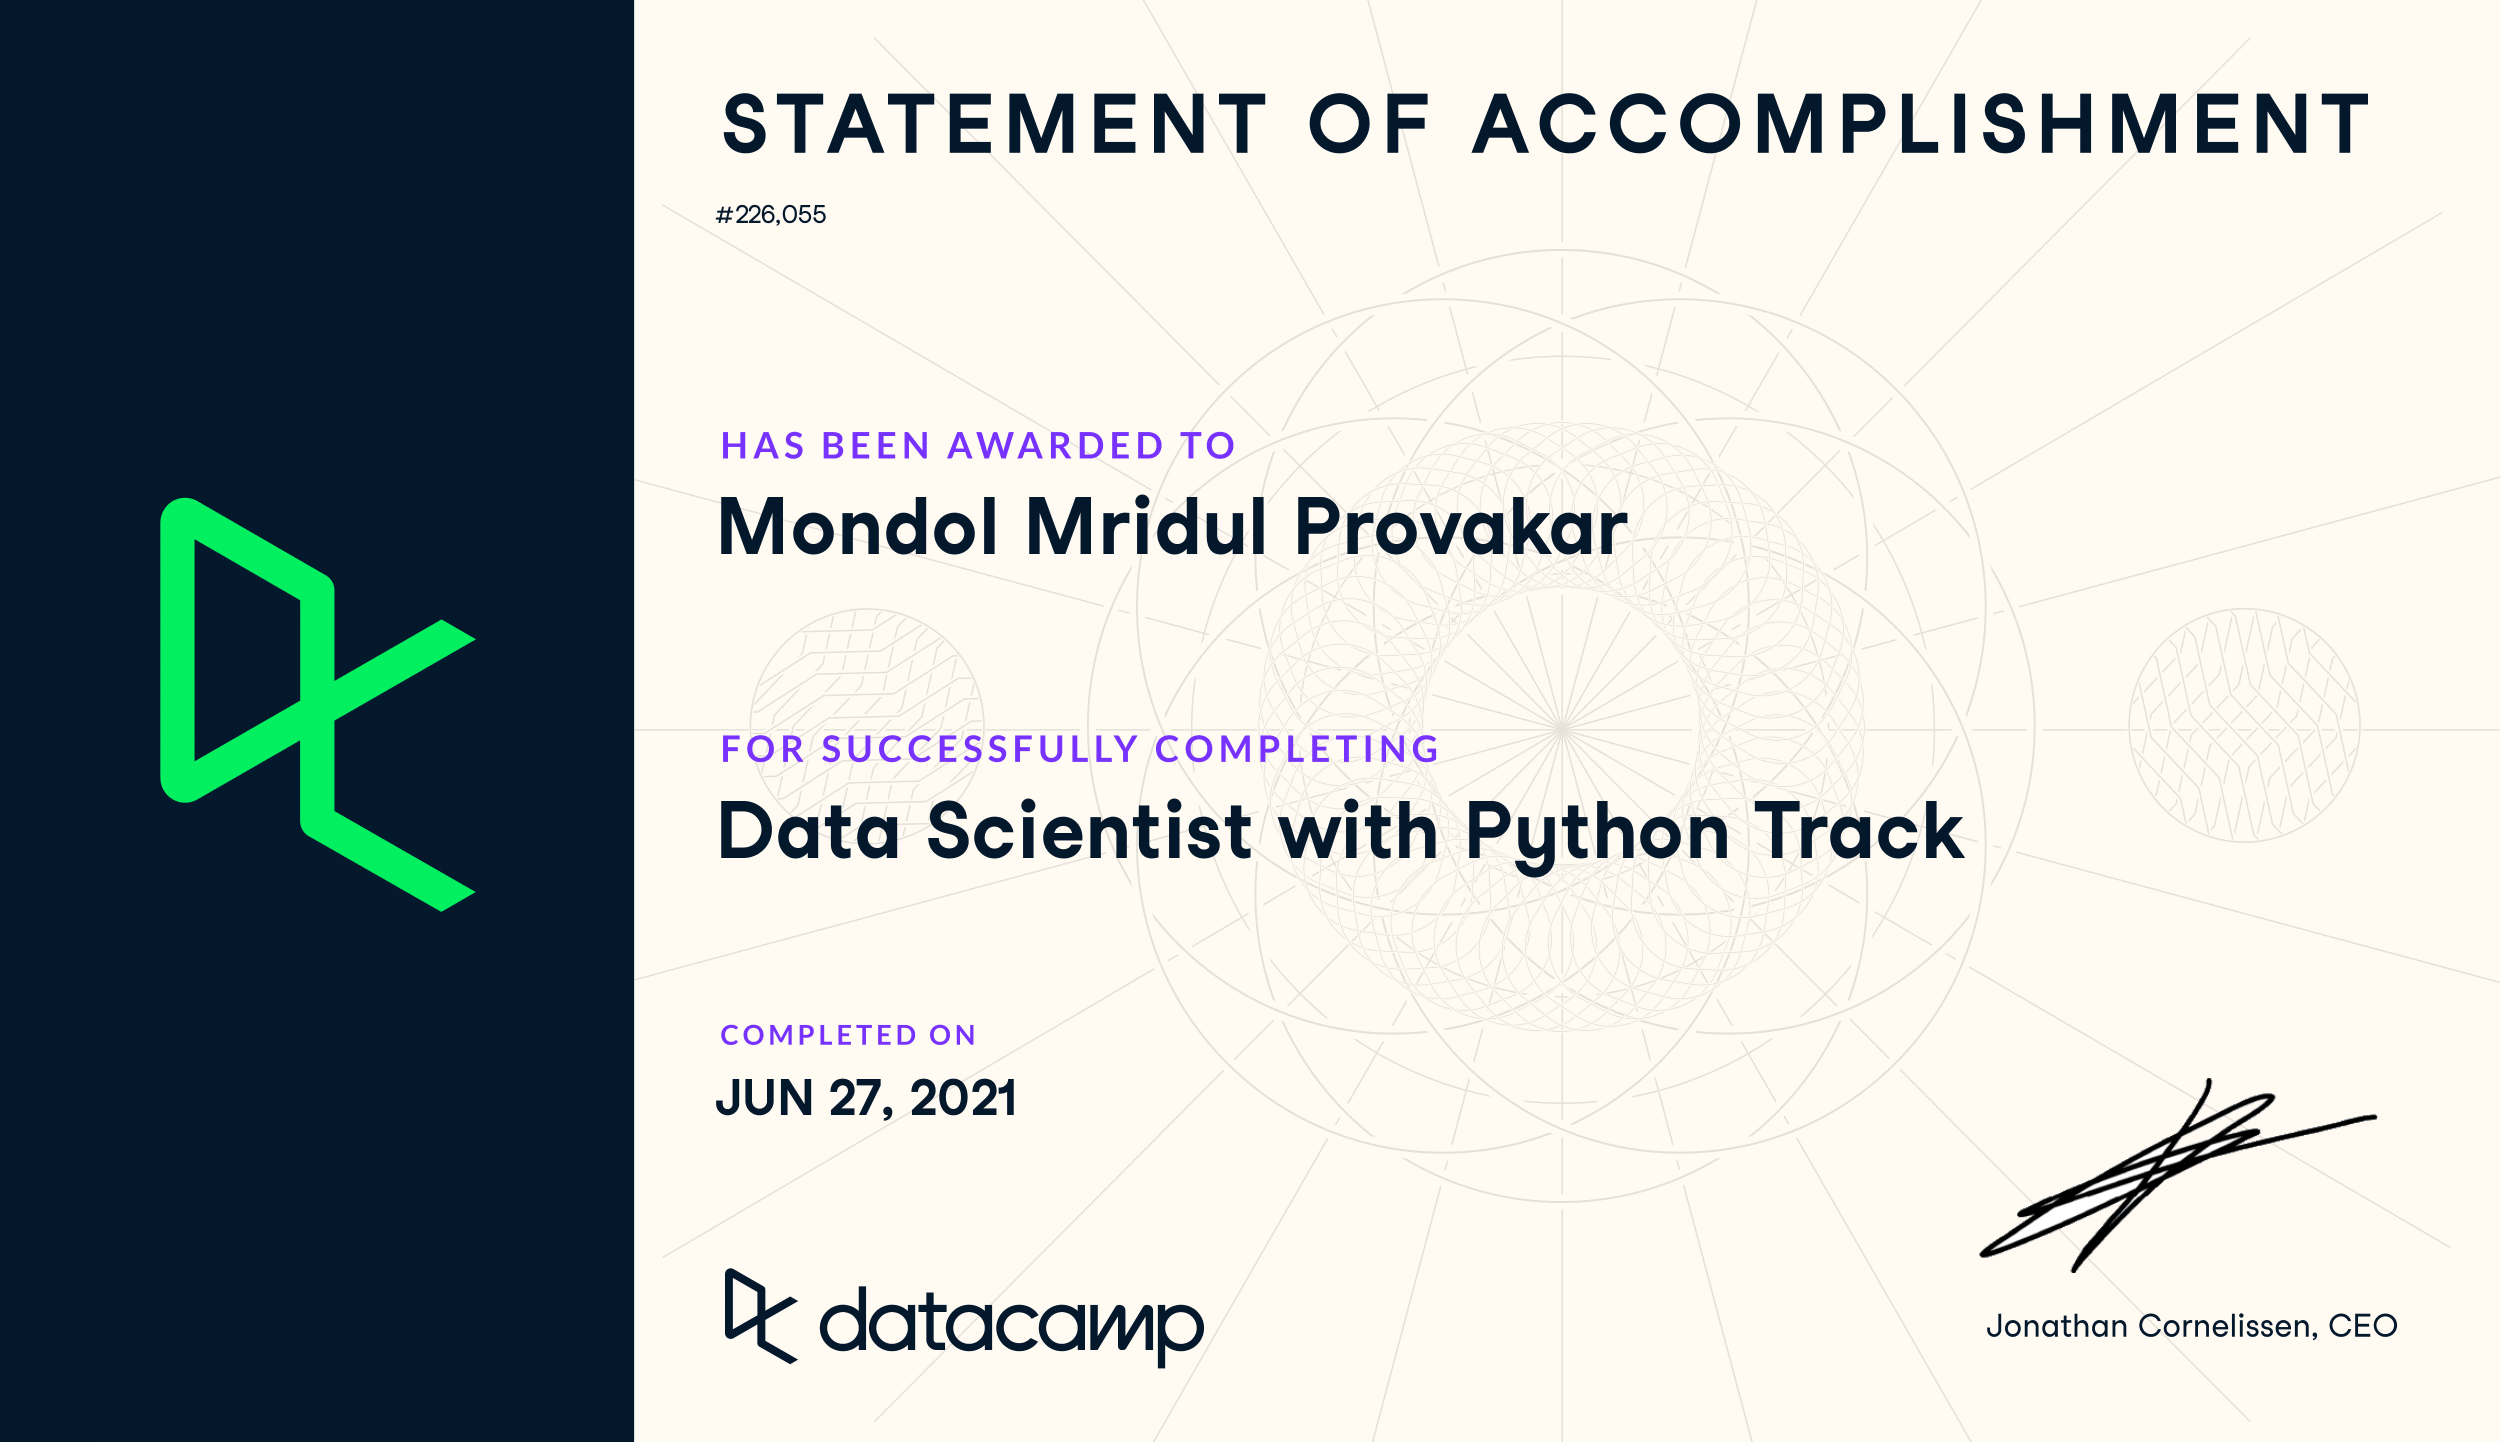 STATEMENT OF ACCOMPLISHMENT
#226,055
HAS BEEN AWARDED TO
Mondol Mridul Provakar
FOR SUCCESSFULLY COMPLETING
Data Scientist with Python Track
COMPLETED ON
JUN 27, 2021
datacamp
Jonathan Cornelissen, CEO